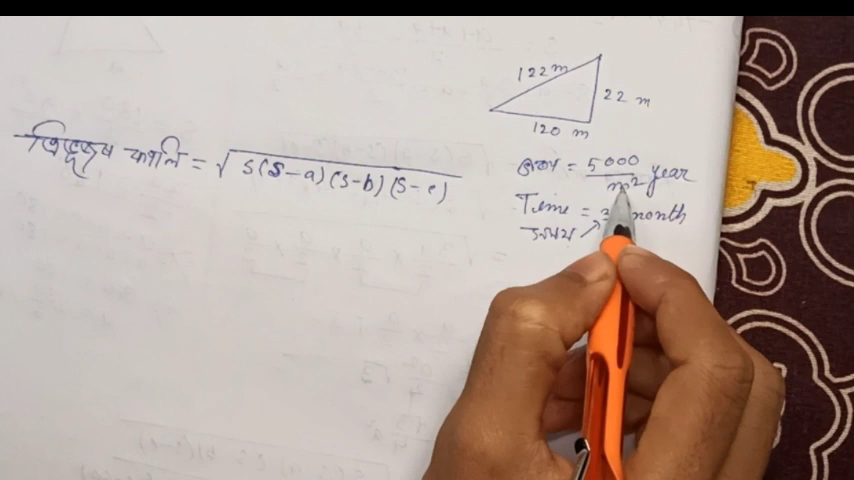 122 m
22 m
120 m
কালি = √s(s-a)(s-b)(s-c)
= 5000/m² year
Time = 3 month